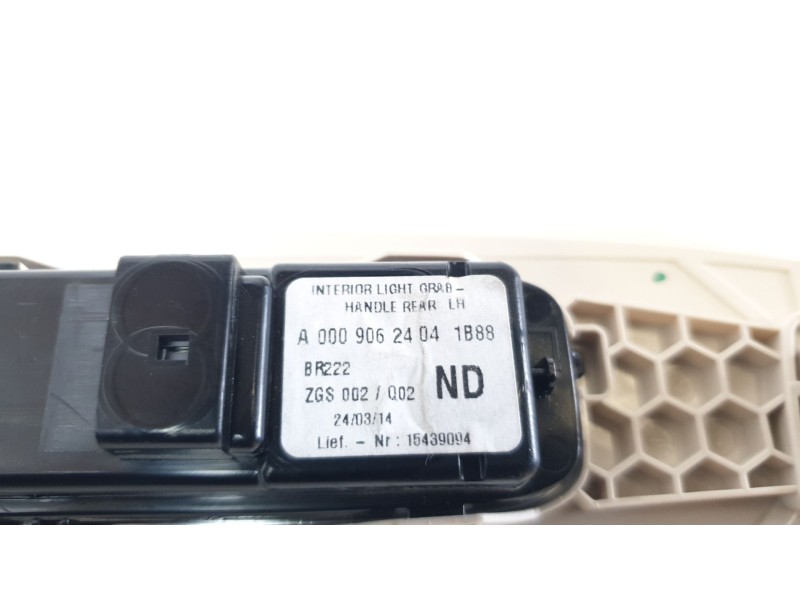 INTERIOR LIGHT GRAB-
HANDLE REAR LH
A 000 906 24 04 1B88
BR222
ZGS 002 / Q02 ND
24/03/14
Lief. - Nr : 15439094